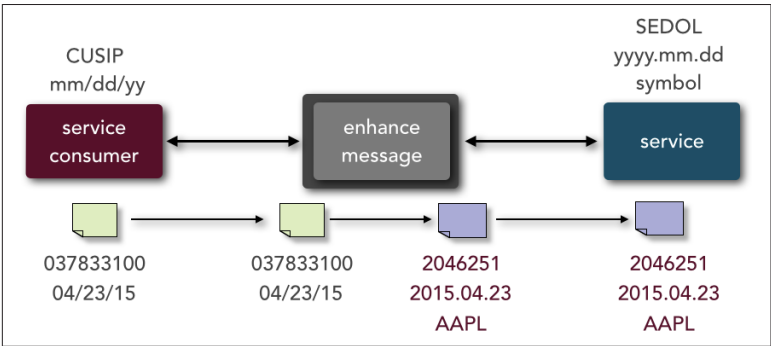 CUSIP
mm/dd/yy
SEDOL
yyyy.mm.dd
symbol
service
consumer
enhance
message
service
037833100
04/23/15
037833100
04/23/15
2046251
2015.04.23
AAPL
2046251
2015.04.23
AAPL